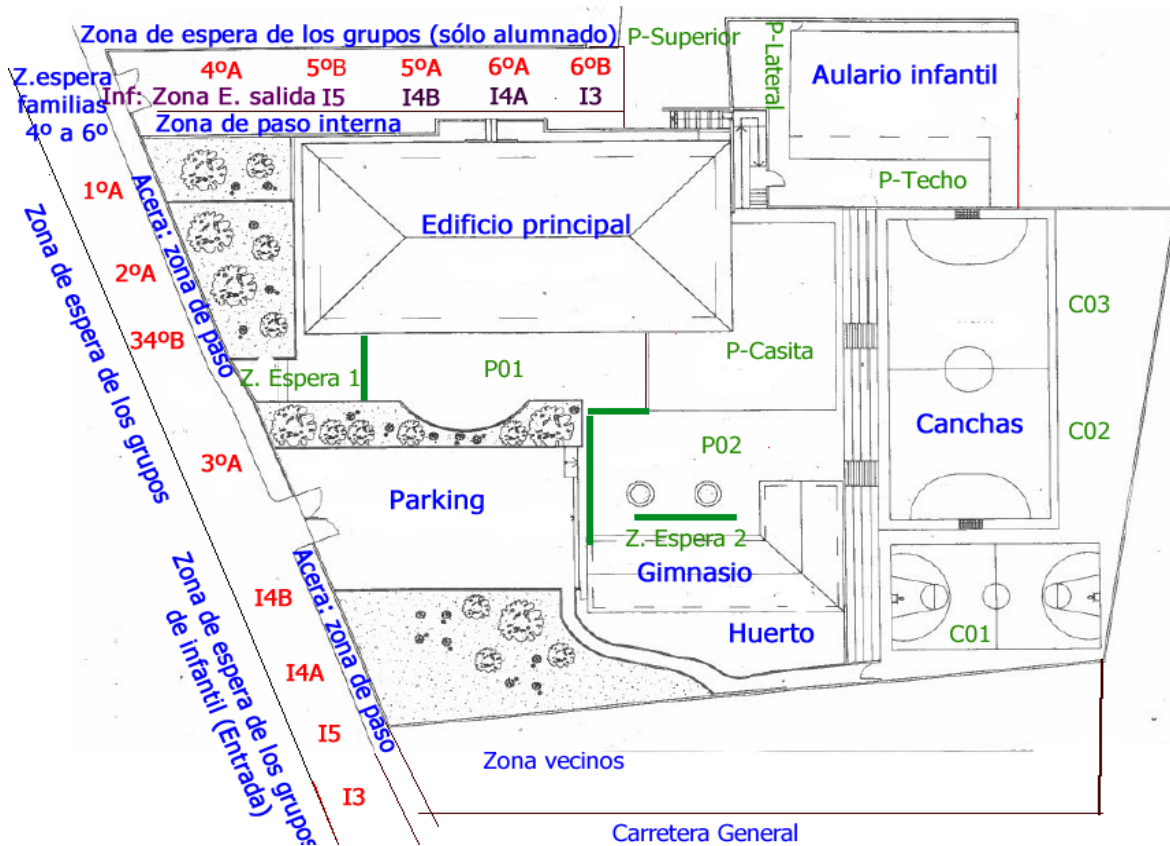 Zona de espera de los grupos (sólo alumnado)
P-Superior
P-Lateral
Aulario infantil
4ºA
5ºB
5ºA
6ºA
6ºB
Z.espera
familias
4º a 6º
Inf: Zona E. salida
I5
I4B
I4A
I3
Zona de paso interna
P-Techo
1ºA
Acera: zona de paso
Zona de espera de los grupos
Edificio principal
2ºA
34ºB
C03
Z. Espera 1
P01
P-Casita
Canchas
C02
3ºA
P02
Parking
Z. Espera 2
Gimnasio
Huerto
C01
I4B
Acera: zona de paso
Zona de espera de los grupos
de infantil (Entrada)
I4A
I5
I3
Zona vecinos
Carretera General